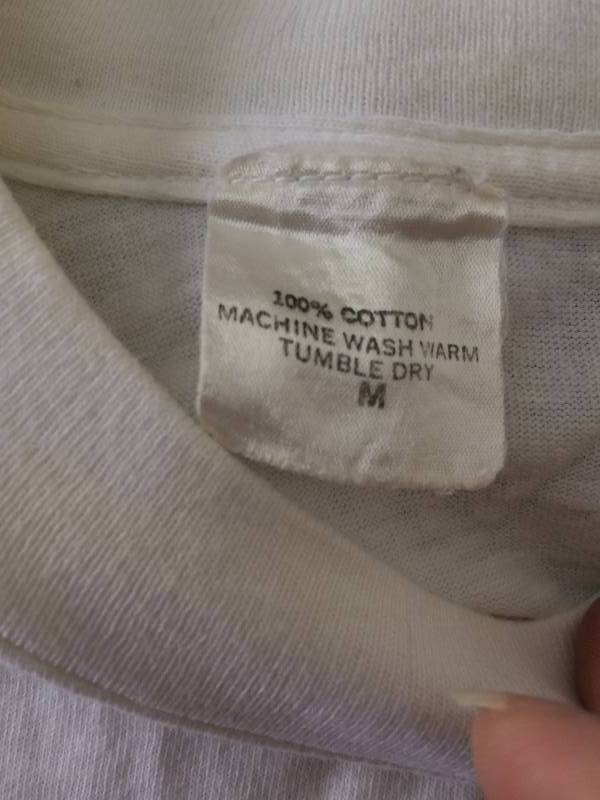 100% COTTON
MACHINE WASH WARM
TUMBLE DRY
M